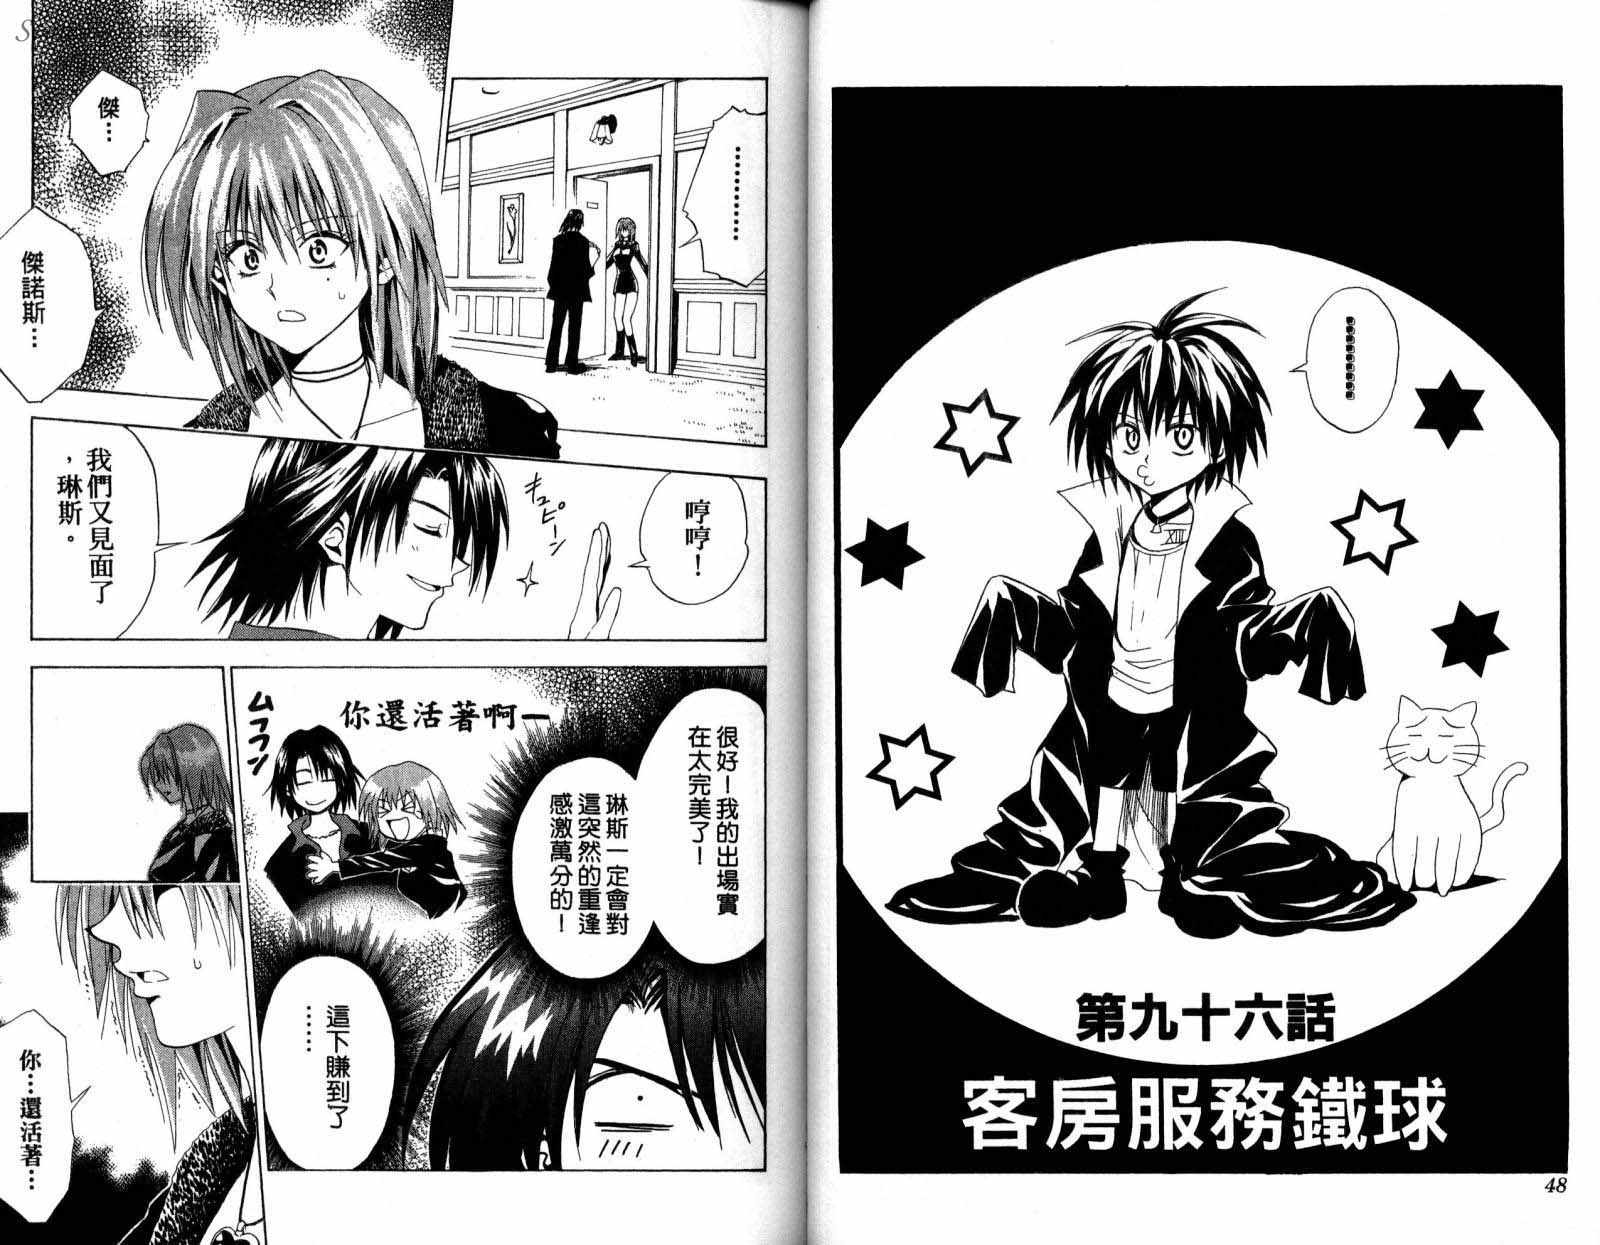 …………
第九十六話
客房服務鐵球
48
…………
傑…
傑諾斯…
哼哼！
キュピーン
我們又見面了
，琳斯。
很好！我的出場實
在太完美了！
琳斯一定會對
這突然的重逢
感激萬分的！
你還活著啊－
ムフフン
這下賺到了
……
你…還活著…
XIII